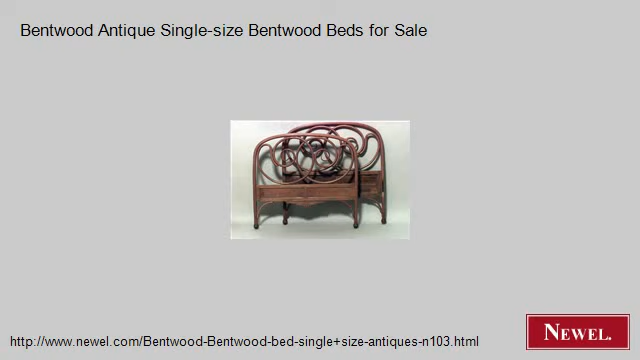 Bentwood Antique Single-size Bentwood Beds for Sale
http://www.newel.com/Bentwood-Bentwood-bed-single+size-antiques-n103.html
NEWEL.